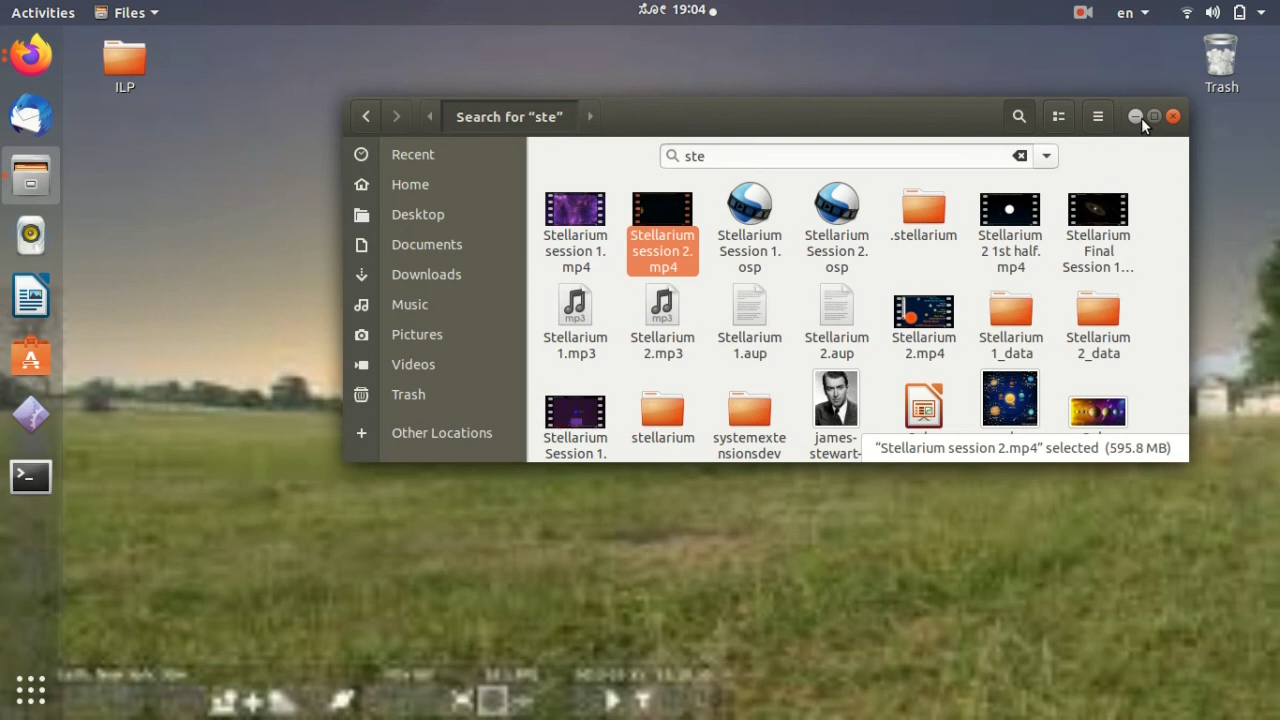 Activities
Files
ಸೋಮ 19:04
en
ILP
Trash
Search for “ste”
ste
Recent
Home
Desktop
Documents
Downloads
Music
Pictures
Videos
Trash
Other Locations
Stellarium session 1. mp4
Stellarium session 2. mp4
Stellarium Session 1. osp
Stellarium Session 2. osp
.stellarium
Stellarium 2 1st half. mp4
Stellarium Final Session 1…
mp3
Stellarium 1.mp3
mp3
Stellarium 2.mp3
Stellarium 1.aup
Stellarium 2.aup
Stellarium 2.mp4
Stellarium 1_data
Stellarium 2_data
Stellarium Session 1.
stellarium
systemexte nsionsdev
james- stewart-
“Stellarium session 2.mp4” selected (595.8 MB)